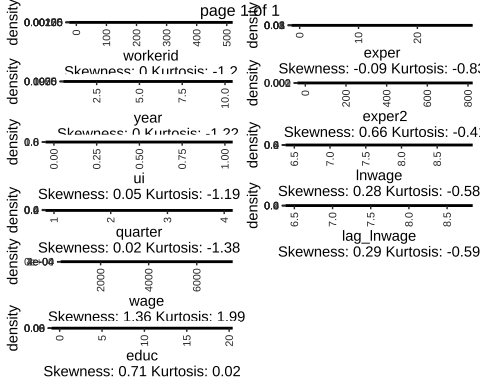 page 1 of 1
density
0 100 200 300 400 500
workerid
Skewness: 0 Kurtosis: -1.2
density
2.5 5.0 7.5 10.0
year
Skewness: 0 Kurtosis: -1.22
density
0.00 0.25 0.50 0.75 1.00
ui
Skewness: 0.05 Kurtosis: -1.19
density
1 2 3 4
quarter
Skewness: 0.02 Kurtosis: -1.38
density
2000 4000 6000
wage
Skewness: 1.36 Kurtosis: 1.99
density
0 5 10 15 20
educ
Skewness: 0.71 Kurtosis: 0.02
density
0 10 20
exper
Skewness: -0.09 Kurtosis: -0.83
density
0 200 400 600 800
exper2
Skewness: 0.66 Kurtosis:
density
6.5 7.0 7.5 8.0 8.5
lnwage
Skewness: 0.28 Kurtosis: -0.58
density
6.5 7.0 7.5 8.0 8.5
lag_lnwage
Skewness: 0.29 Kurtosis: -0.59